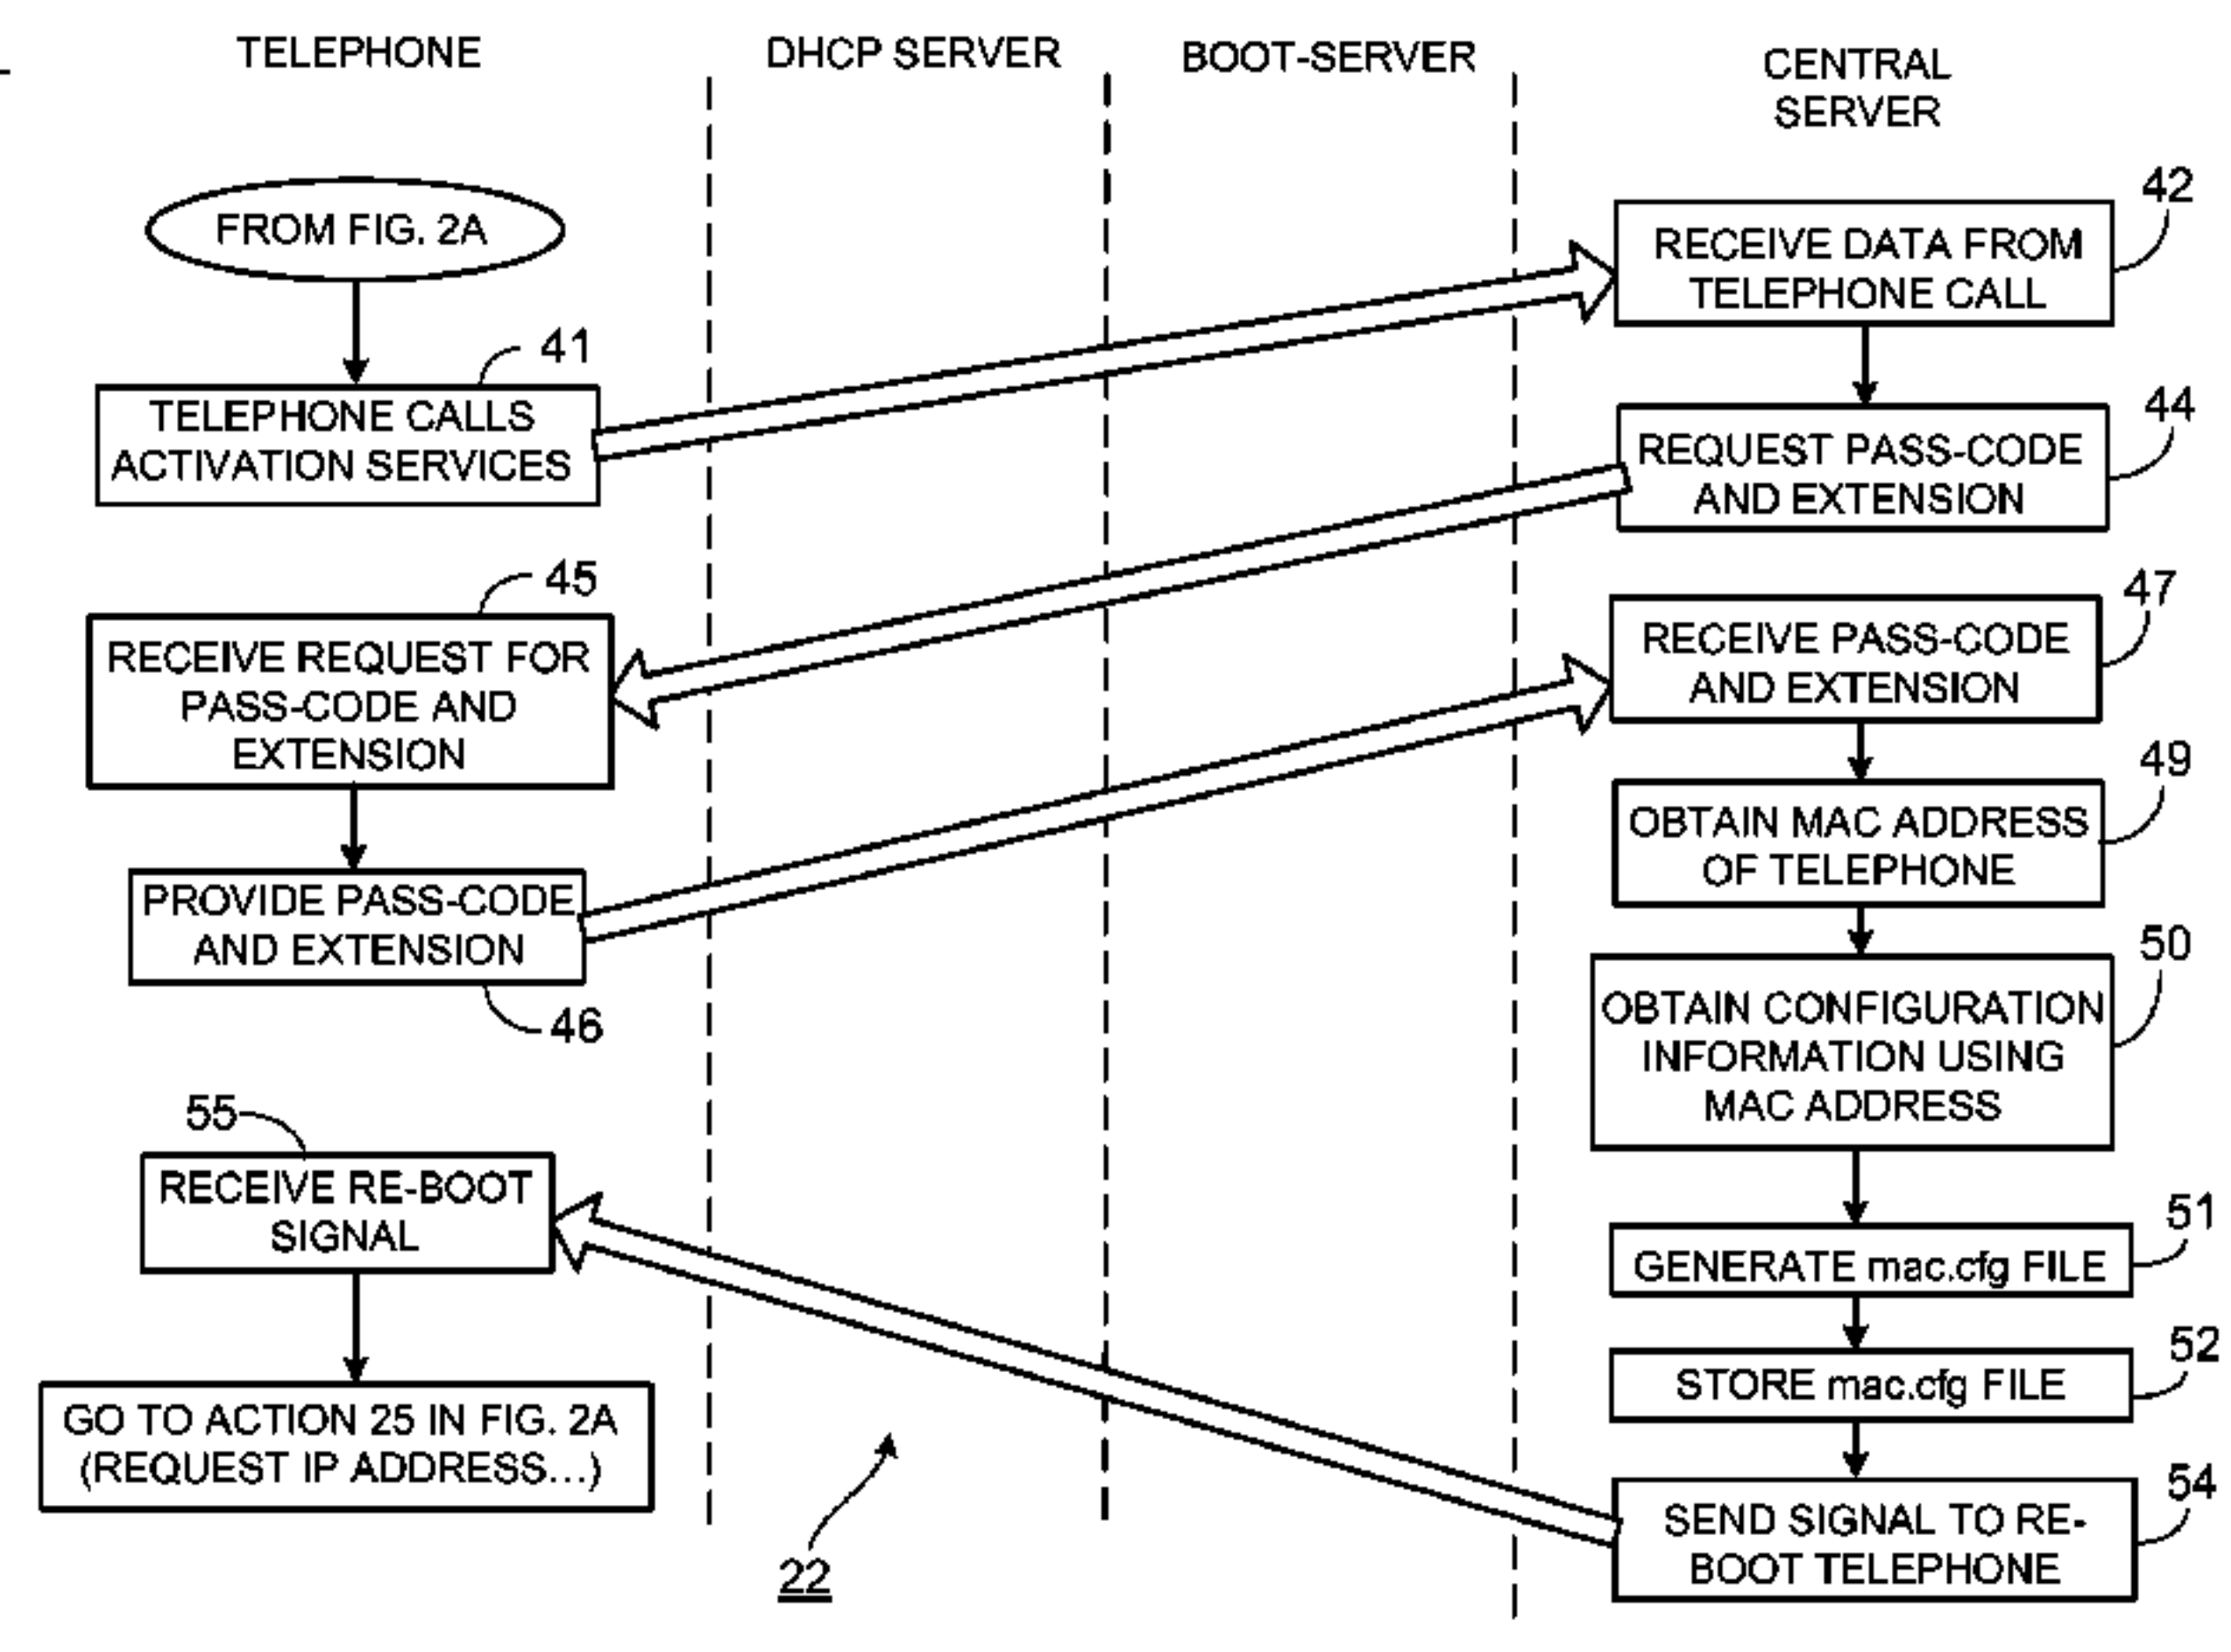 TELEPHONE
DHCP SERVER
BOOT-SERVER
CENTRAL
SERVER
FROM FIG. 2A
42
RECEIVE DATA FROM
TELEPHONE CALL
41
TELEPHONE CALLS
ACTIVATION SERVICES
44
REQUEST PASS-CODE
AND EXTENSION
45
RECEIVE REQUEST FOR
PASS-CODE AND
EXTENSION
47
RECEIVE PASS-CODE
AND EXTENSION
49
OBTAIN MAC ADDRESS
OF TELEPHONE
PROVIDE PASS-CODE
AND EXTENSION
46
50
OBTAIN CONFIGURATION
INFORMATION USING
MAC ADDRESS
55
RECEIVE RE-BOOT
SIGNAL
51
GENERATE mac.cfg FILE
52
STORE mac.cfg FILE
GO TO ACTION 25 IN FIG. 2A
(REQUEST IP ADDRESS...)
54
SEND SIGNAL TO RE-
BOOT TELEPHONE
22